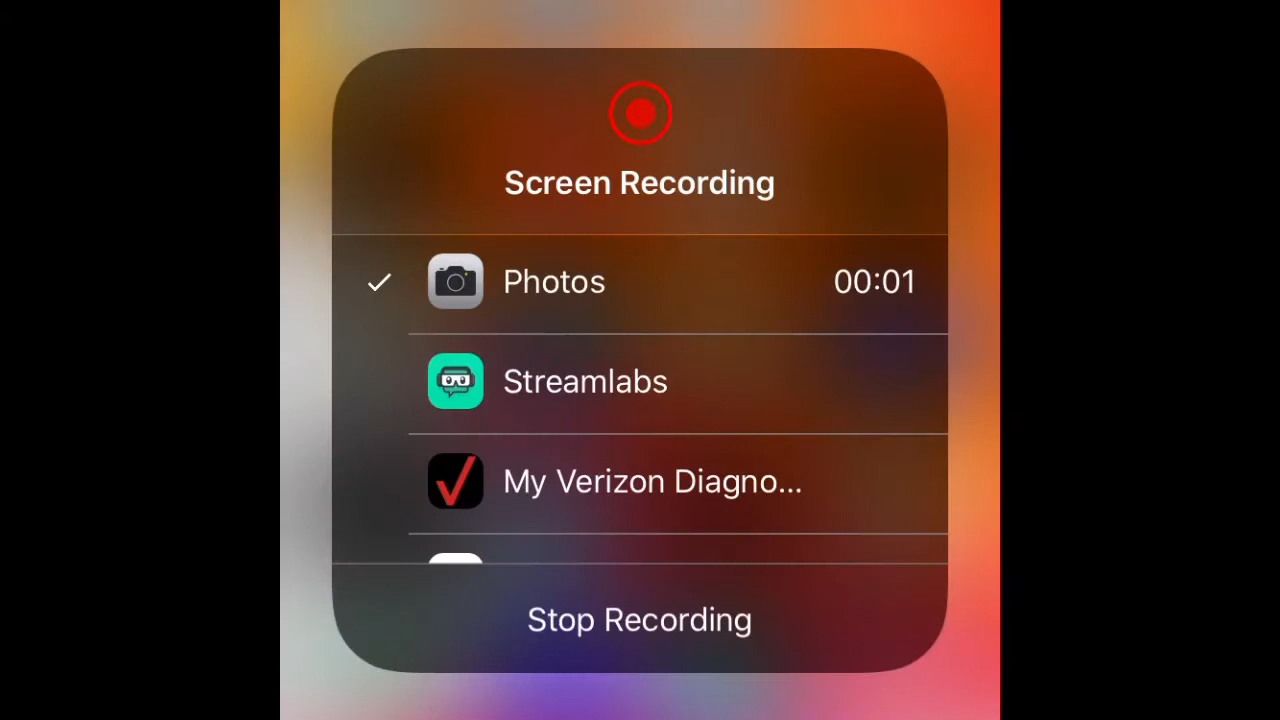 Screen Recording
Photos 00:01
Streamlabs
My Verizon Diagno...
Stop Recording